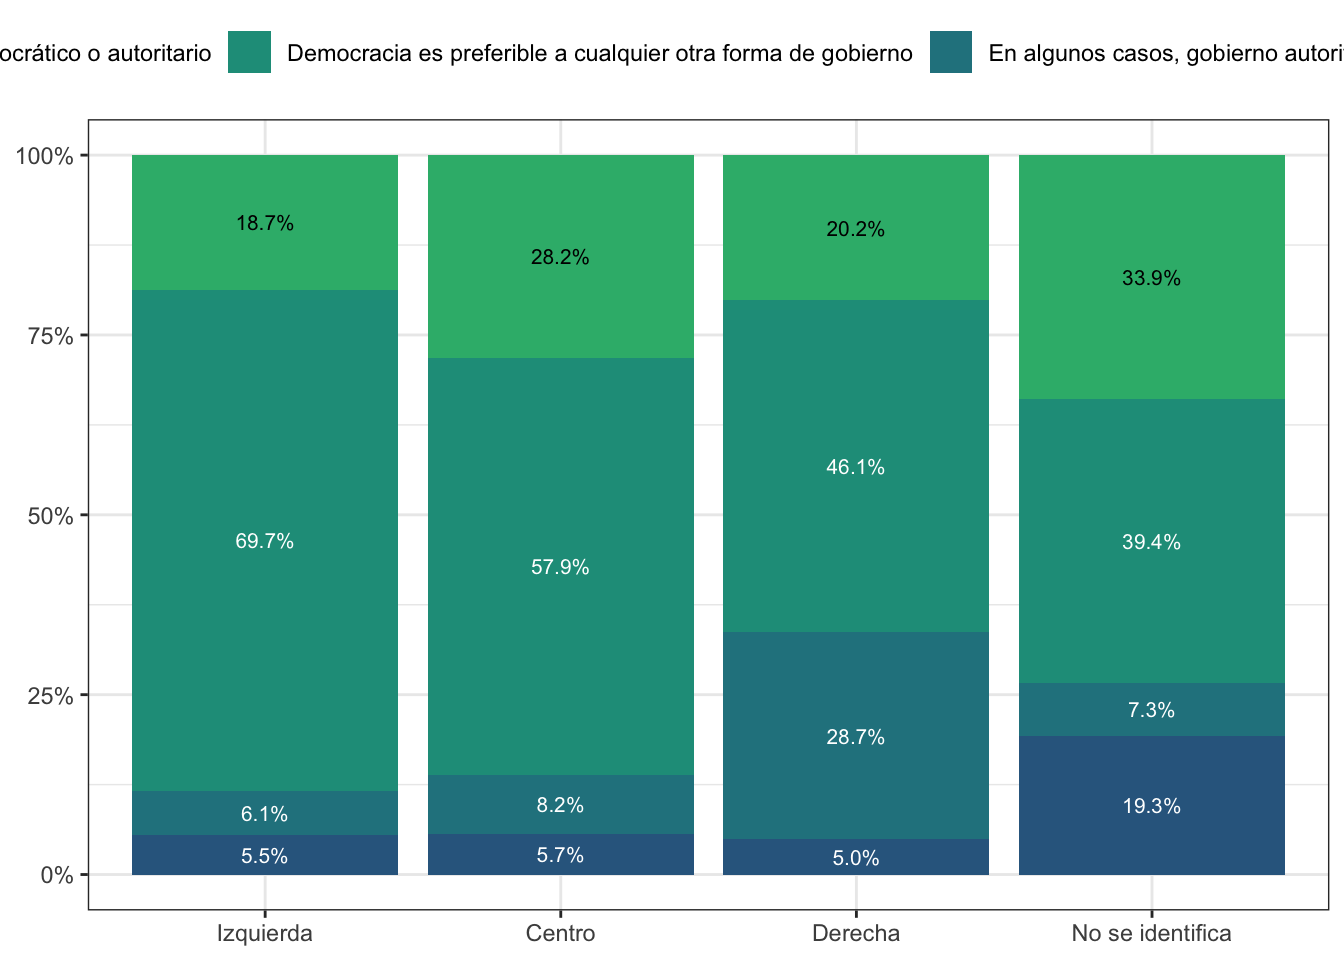 ocrático o autoritario Democracia es preferible a cualquier otra forma de gobierno En algunos casos, gobierno autorit
100%
75%
50%
25%
0%
18.7% 28.2% 20.2% 33.9%
69.7% 57.9% 46.1% 39.4%
6.1% 8.2% 28.7% 7.3%
5.5% 5.7% 5.0% 19.3%
Izquierda Centro Derecha No se identifica